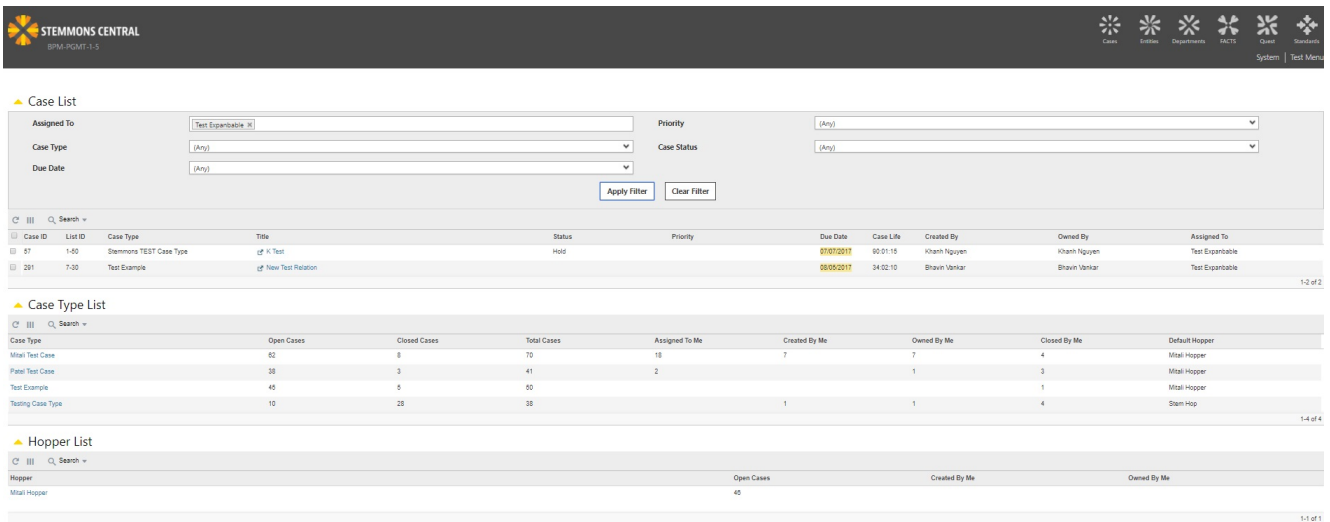 STEMMONS CENTRAL
BPM-PGMT-1-5
Cases Entities Departments FACTS Quest Standards
System | Test Menu
Case List
Assigned To Test Expanbable × Priority (Any)
Case Type (Any) Case Status (Any)
Due Date (Any)
Apply Filter Clear Filter
Search
Case ID List ID Case Type Title Status Priority Due Date Case Life Created By Owned By Assigned To
57 1-50 Stemmons TEST Case Type K Test Hold 07/07/2017 90:01:15 Khanh Nguyen Khanh Nguyen Test Expanbable
291 7-30 Test Example New Test Relation 34:02:10 Bhavin Vankar Bhavin Vankar Test Expanbable
1-2 of 2
Case Type List
Search
Case Type Open Cases Closed Cases Total Cases Assigned To Me Created By Me Owned By Me Closed By Me Default Hopper
Mitali Test Case 62 8 70 18 7 7 4 Mitali Hopper
Patel Test Case 38 3 41 2 1 3 Mitali Hopper
Test Example 45 5 50 1 Mitali Hopper
Testing Case Type 10 28 38 1 1 4 Stem Hop
1-4 of 4
Hopper List
Search
Hopper Open Cases Created By Me Owned By Me
Mitali Hopper 45
1-1 of 1